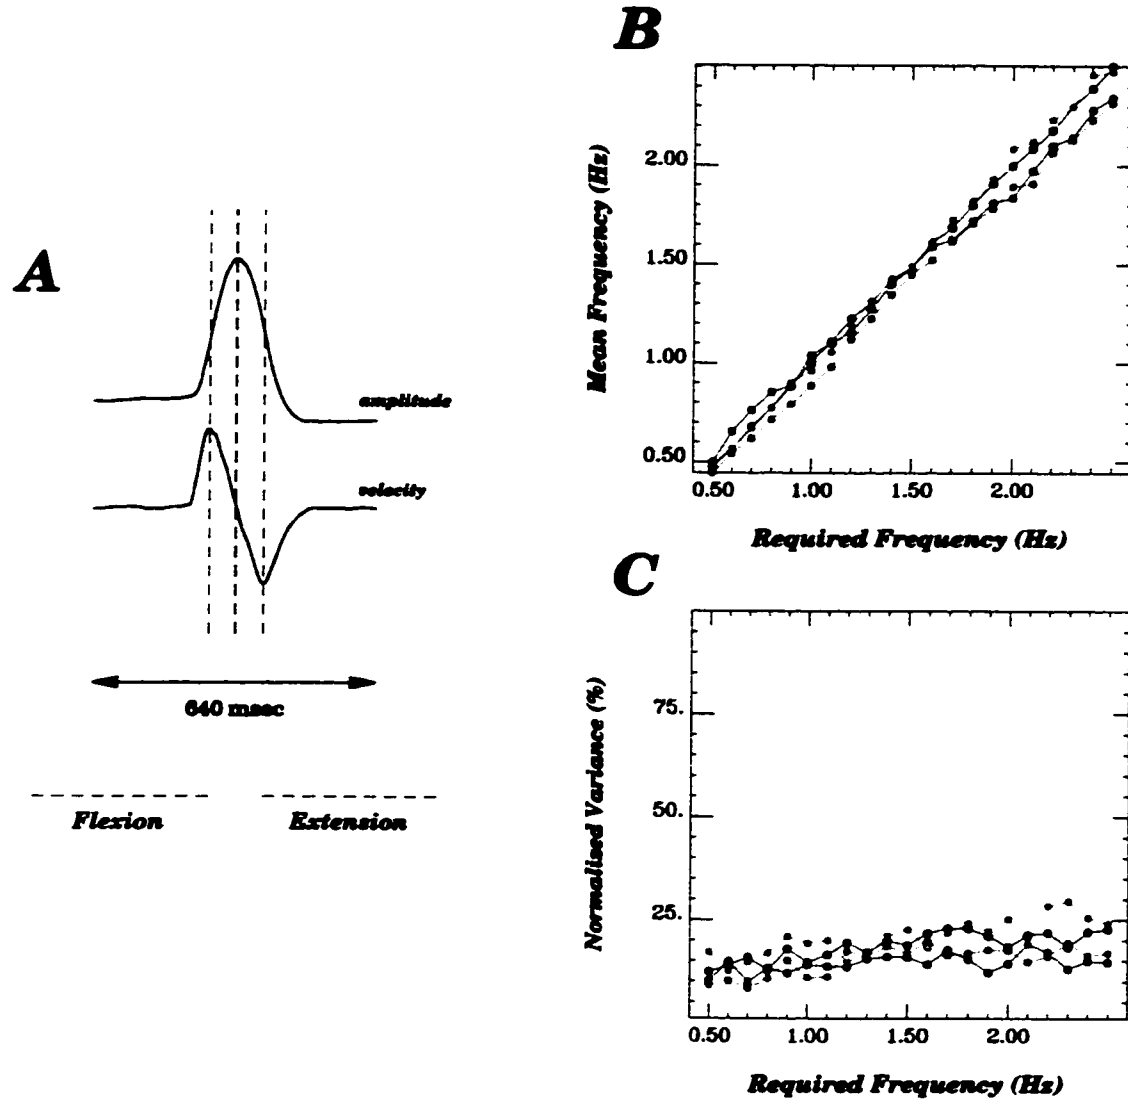 A
amplitude
velocity
640 msec
Flexion
Extension
B
Mean Frequency (Hz)
2.00
1.50
1.00
0.50
0.50 1.00 1.50 2.00
Required Frequency (Hz)
C
Normalised Variance (%)
75.
50.
25.
0.50 1.00 1.50 2.00
Required Frequency (Hz)